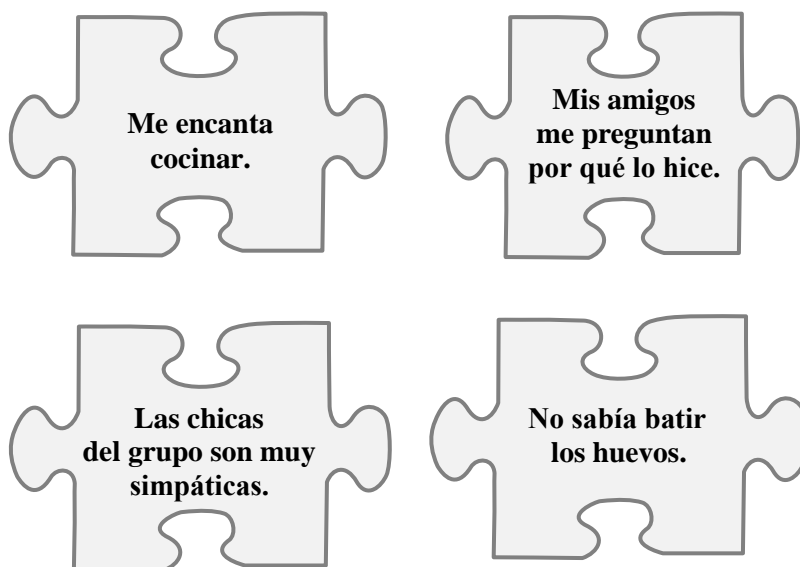 Me encanta
cocinar.
Mis amigos
me preguntan
por qué lo hice.
Las chicas
del grupo son muy
simpáticas.
No sabía batir
los huevos.